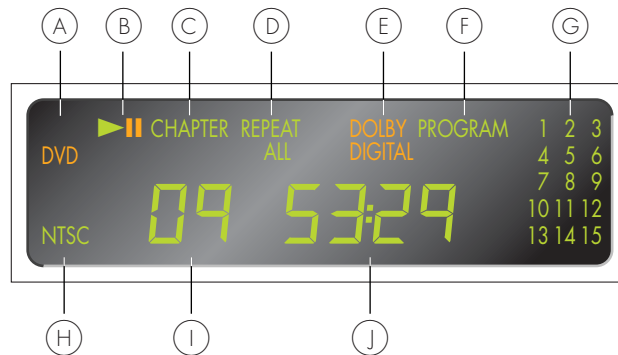 A B C D E F G
CHAPTER REPEAT DOLBY PROGRAM 1 2 3
DVD ALL DIGITAL 4 5 6
7 8 9
09 53:29 10 11 12
NTSC 13 14 15
H I J